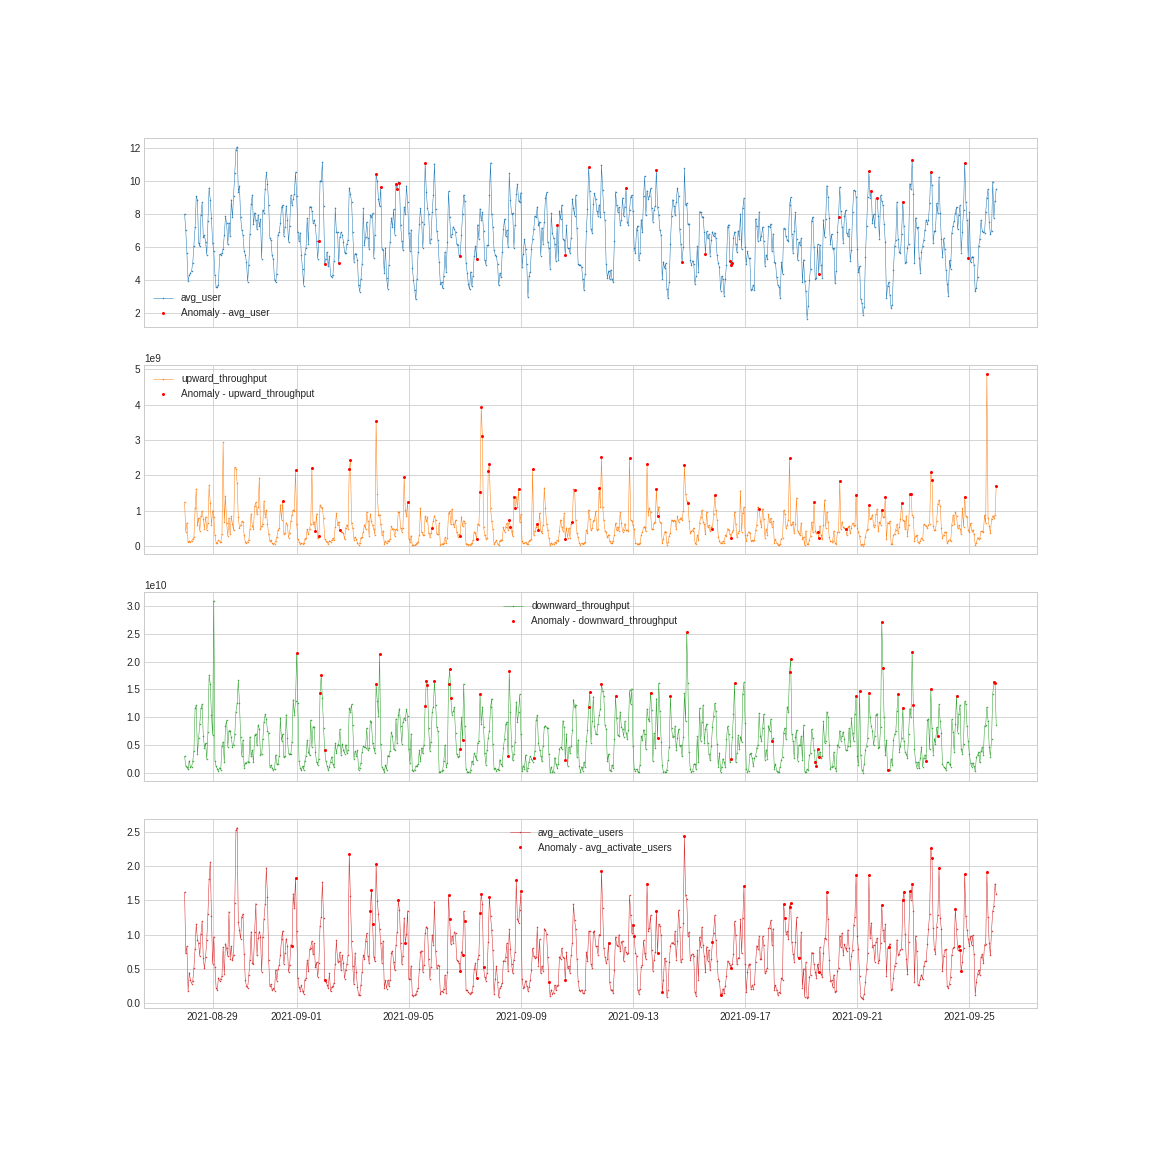 12
10
8
6
4
2
avg_user
Anomaly - avg_user
1e9
5
4
3
2
1
0
upward_throughput
Anomaly - upward_throughput
1e10
3.0
2.5
2.0
1.5
1.0
0.5
0.0
downward_throughput
Anomaly - downward_throughput
2.5
2.0
1.5
1.0
0.5
0.0
avg_activate_users
Anomaly - avg_activate_users
2021-08-29 2021-09-01 2021-09-05 2021-09-09 2021-09-13 2021-09-17 2021-09-21 2021-09-25